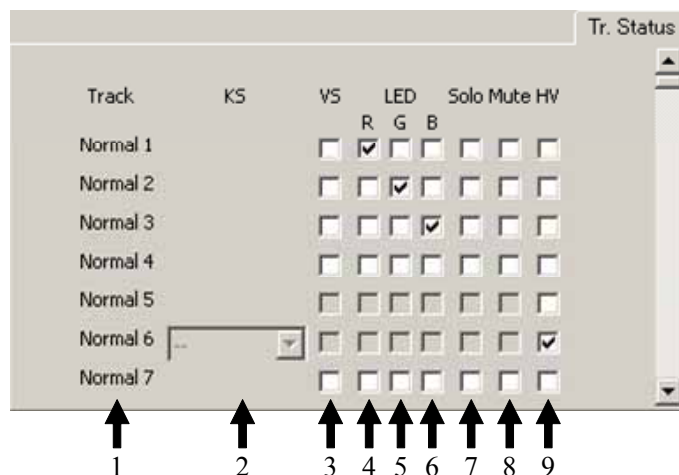 Tr. Status
Track KS VS LED Solo Mute HV
R G B
Normal 1
Normal 2
Normal 3
Normal 4
Normal 5
Normal 6 --
Normal 7
1 2 3 4 5 6 7 8 9